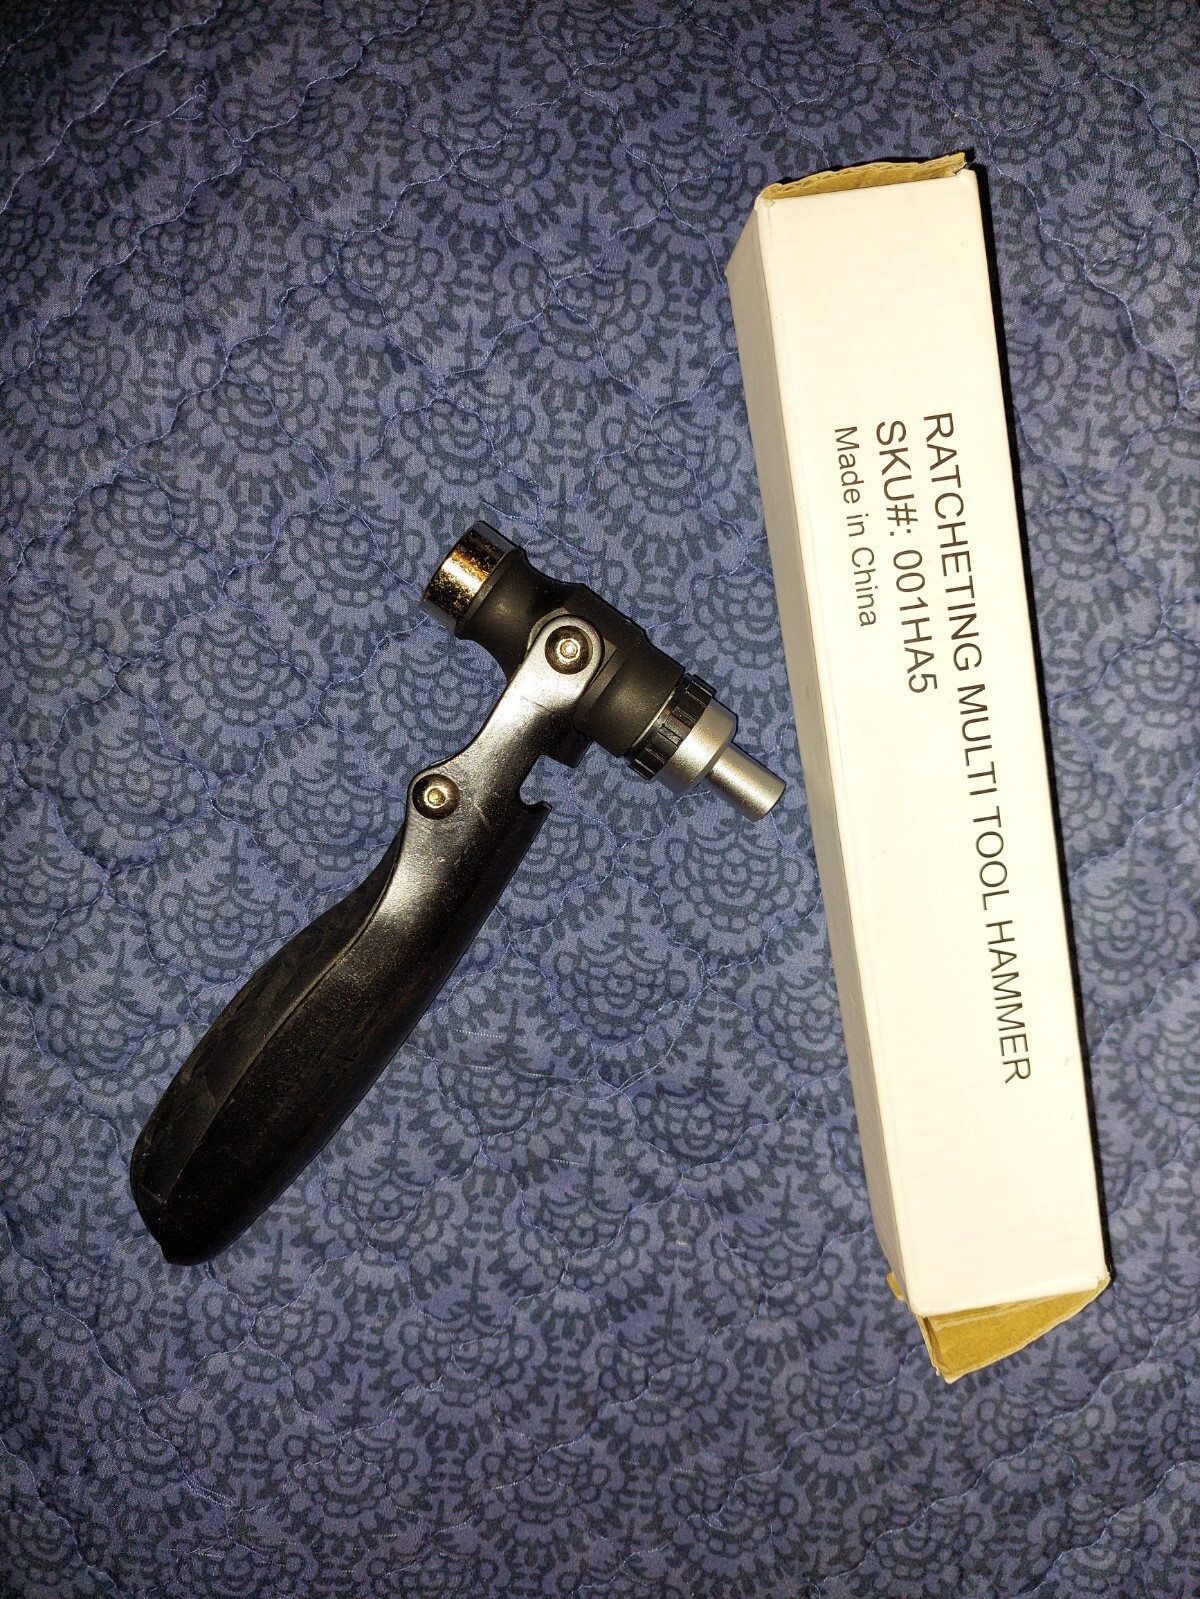 RATCHETING MULTI TOOL HAMMER
SKU#: 001HA5
Made in China